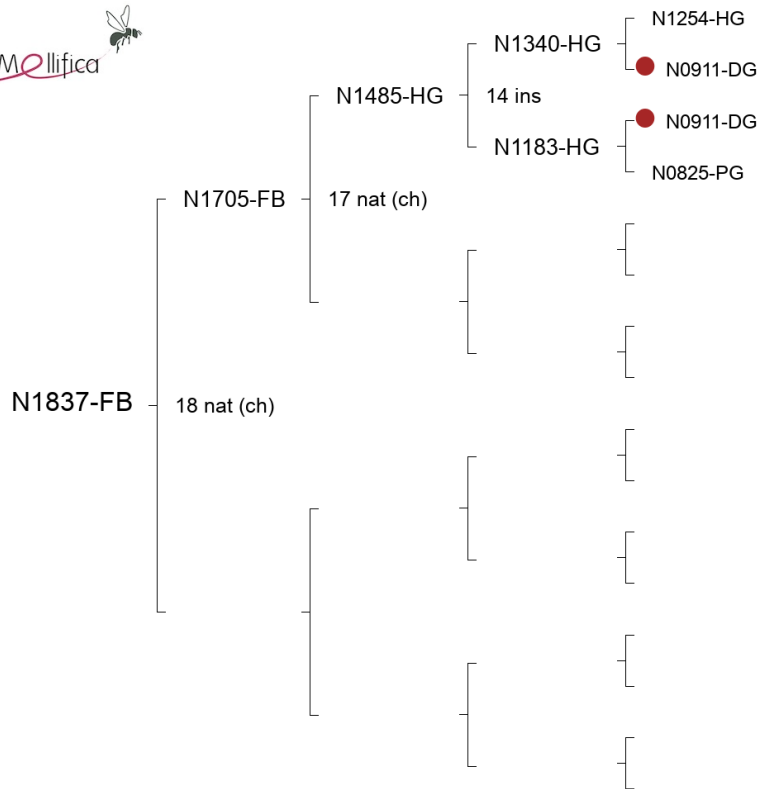 Mellifica
N1254-HG
N1340-HG
N0911-DG
N1485-HG
14 ins
N0911-DG
N1183-HG
N0825-PG
N1705-FB
17 nat (ch)
N1837-FB
18 nat (ch)